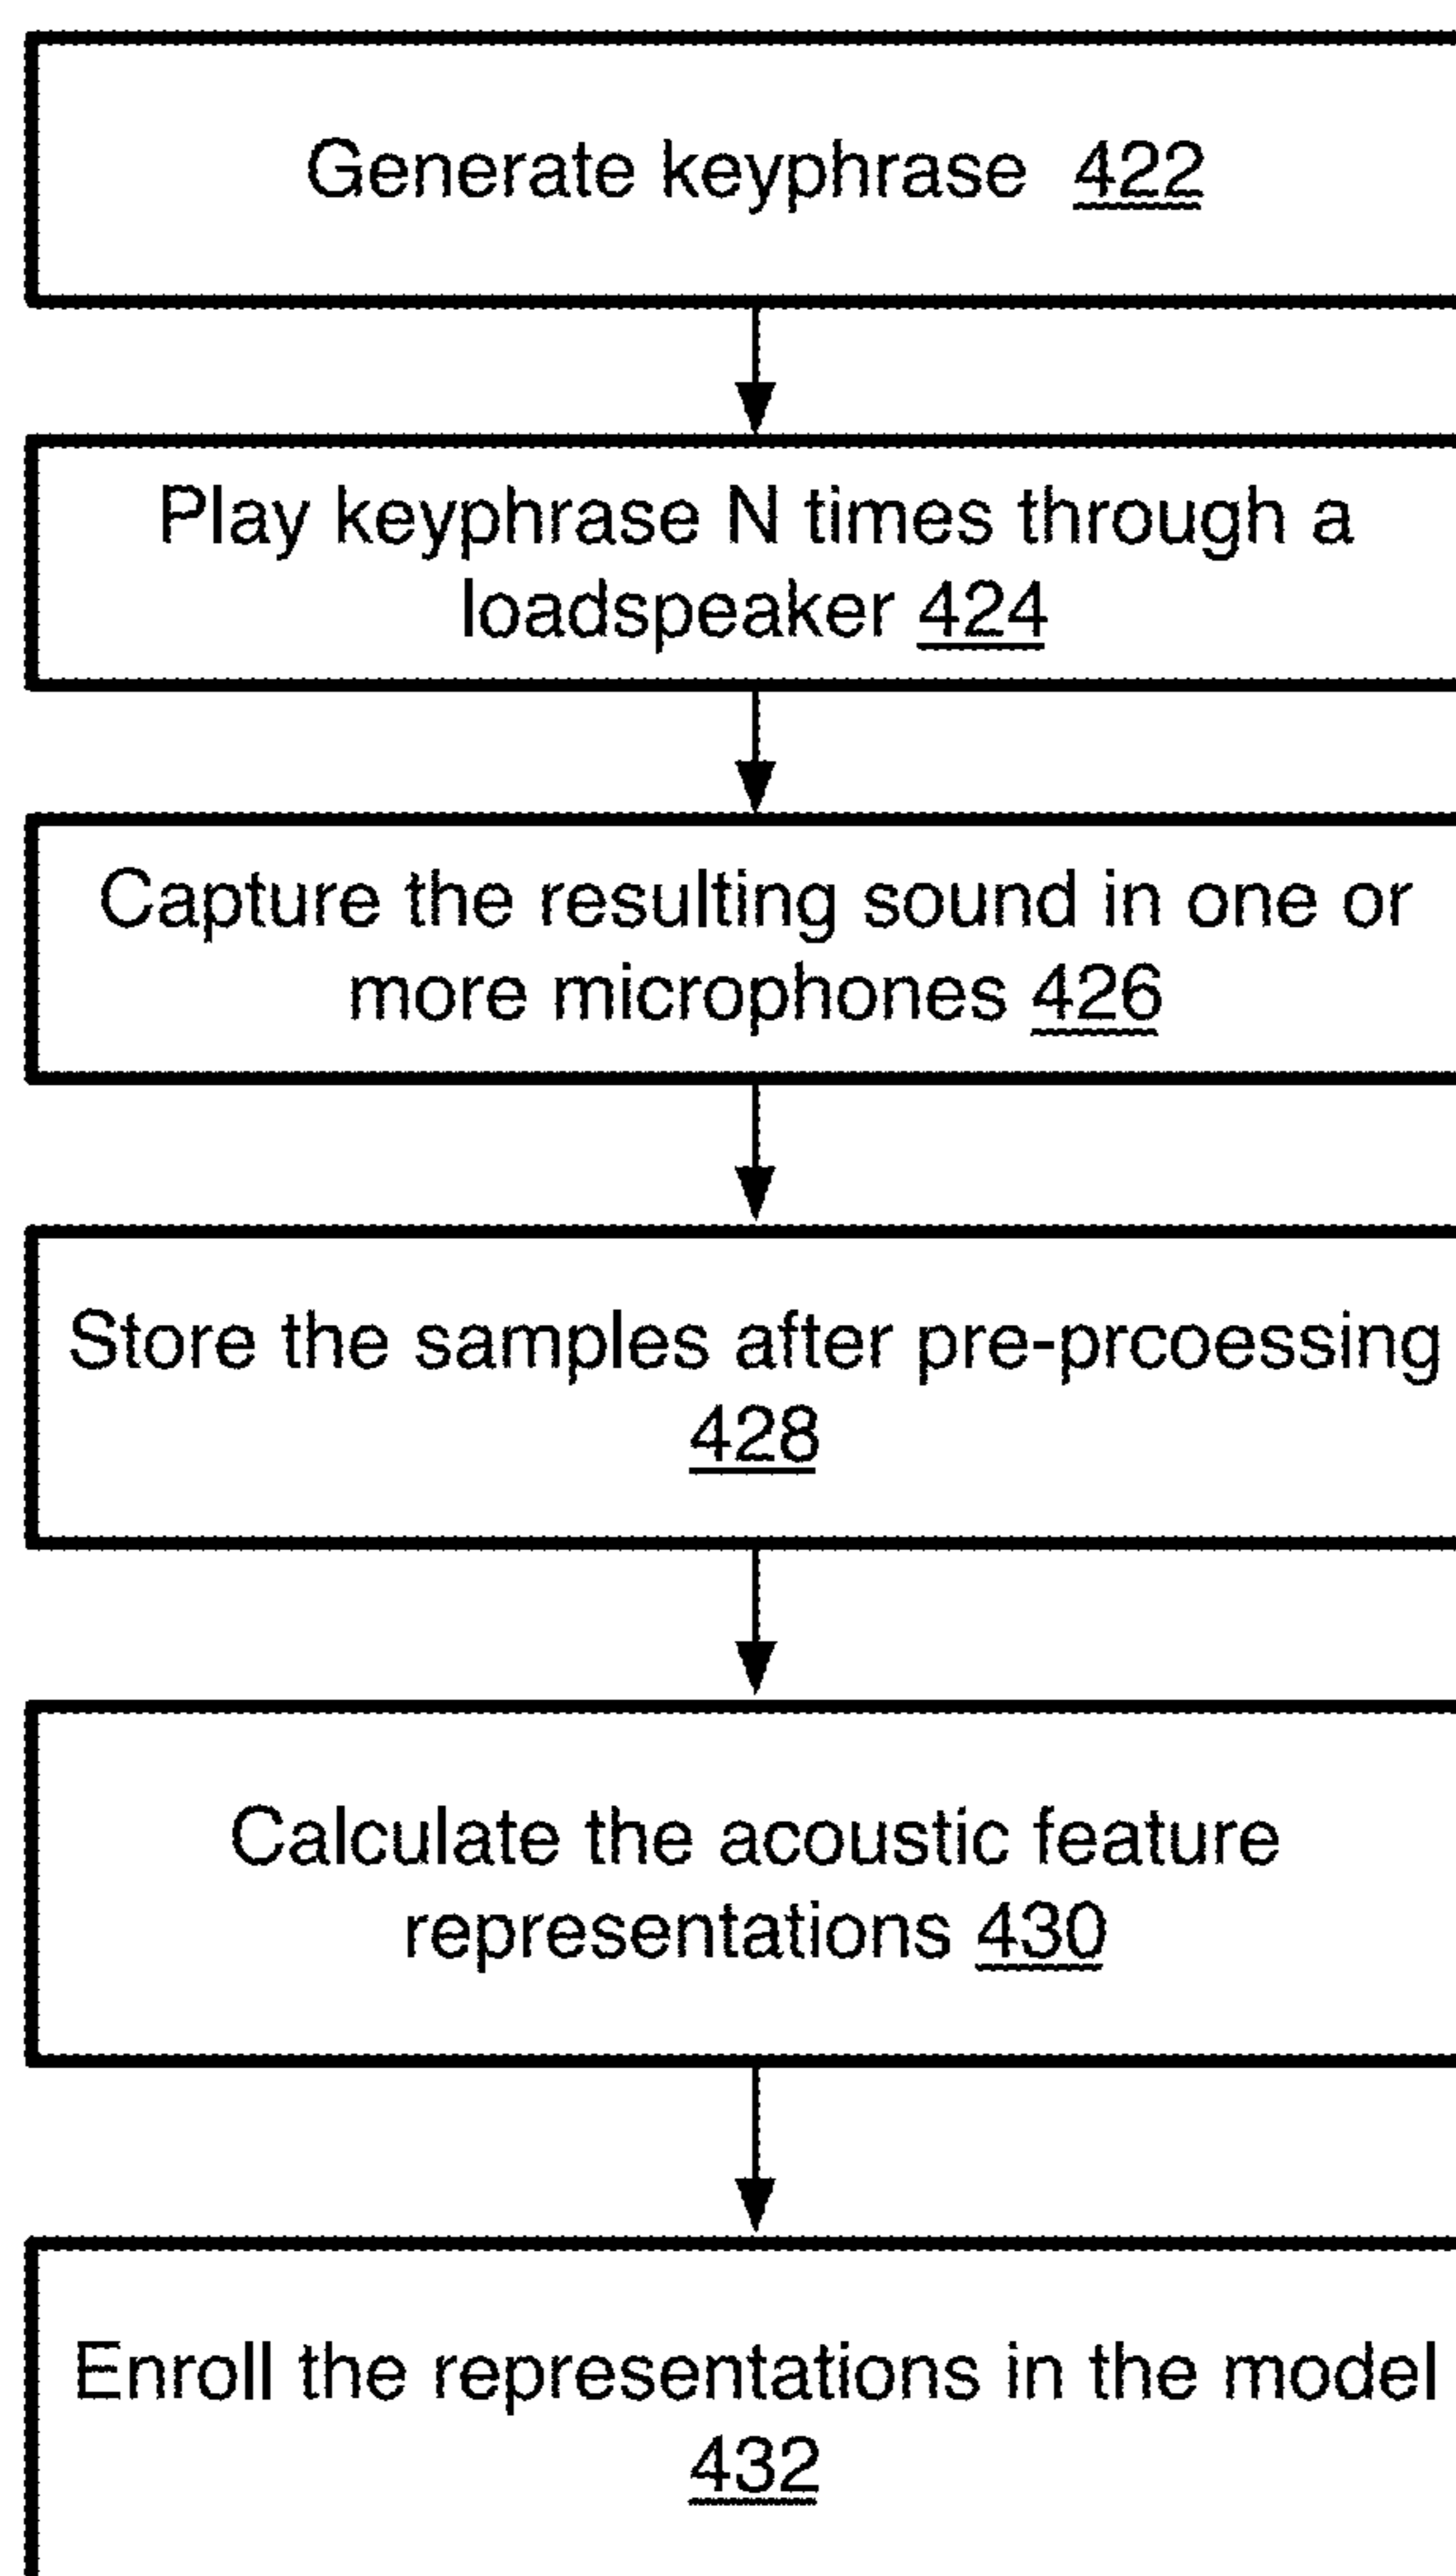 Generate keyphrase 422
Play keyphrase N times through a
loadspeaker 424
Capture the resulting sound in one or
more microphones 426
Store the samples after pre-prcoessing
428
Calculate the acoustic feature
representations 430
Enroll the representations in the model
432